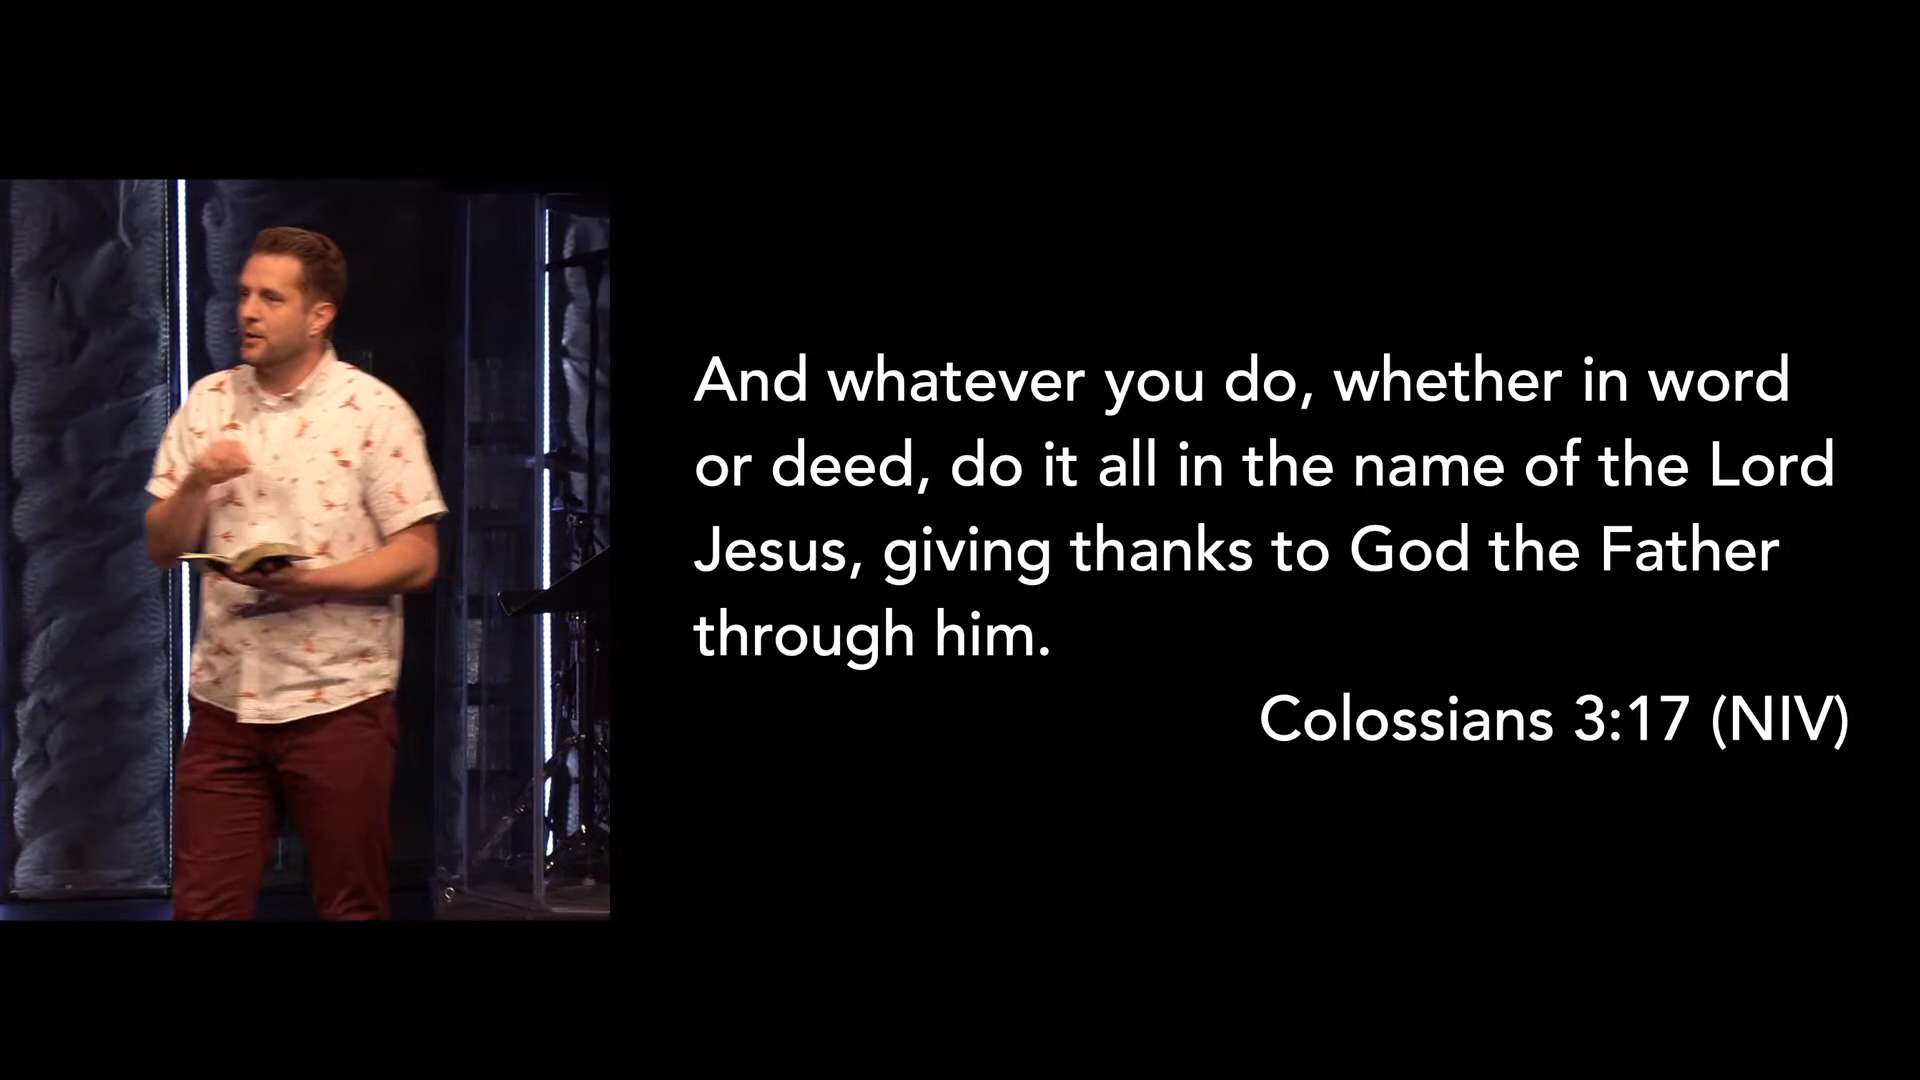 And whatever you do, whether in word
or deed, do it all in the name of the Lord
Jesus, giving thanks to God the Father
through him.
Colossians 3:17 (NIV)